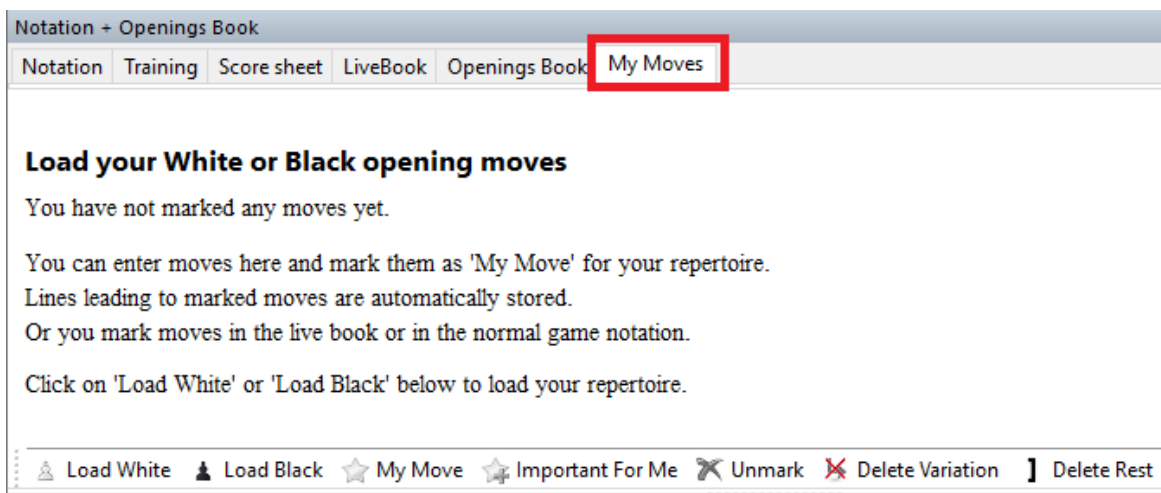 Notation + Openings Book
Notation Training Score sheet LiveBook Openings Book My Moves
Load your White or Black opening moves
You have not marked any moves yet.
You can enter moves here and mark them as 'My Move' for your repertoire.
Lines leading to marked moves are automatically stored.
Or you mark moves in the live book or in the normal game notation.
Click on 'Load White' or 'Load Black' below to load your repertoire.
Load White Load Black My Move Important For Me Unmark Delete Variation ] Delete Rest